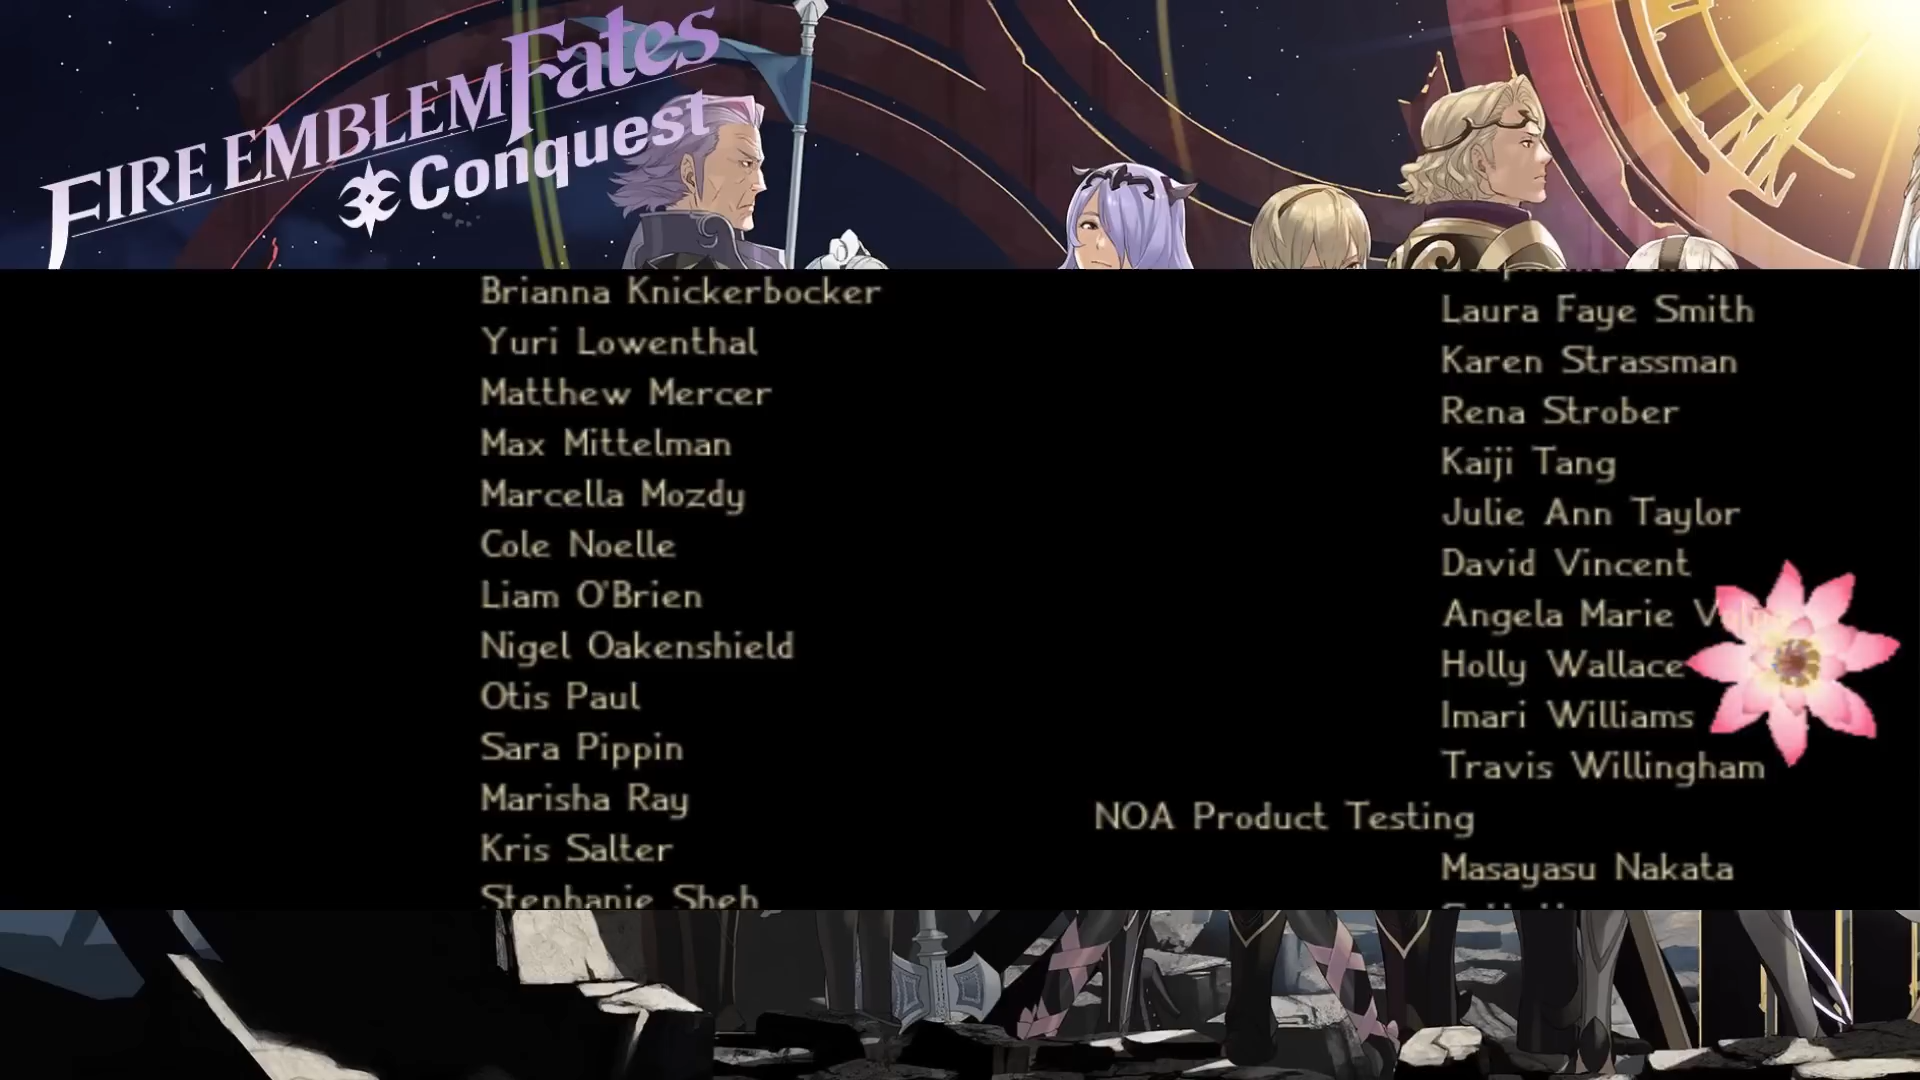 FIRE EMBLEM Fates
Conquest
Brianna Knickerbocker
Yuri Lowenthal
Matthew Mercer
Max Mittelman
Marcella Mozdy
Cole Noelle
Liam O'Brien
Nigel Oakenshield
Otis Paul
Sara Pippin
Marisha Ray
Kris Salter
Stephanie Sheh
Laura Faye Smith
Karen Strassman
Rena Strober
Kaiji Tang
Julie Ann Taylor
David Vincent
Angela Marie
Holly Wallace
Imari Williams
Travis Willingham
NOA Product Testing
Masayasu Nakata